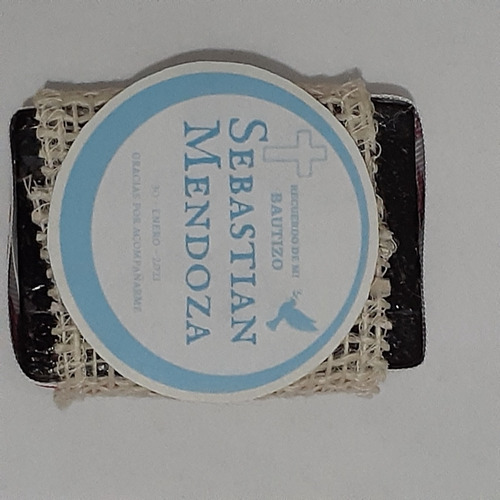 RECUERDO DE MI
BAUTIZO
SEBASTIAN
MENDOZA
ENERO
GRACIAS POR ACOMPAÑARME